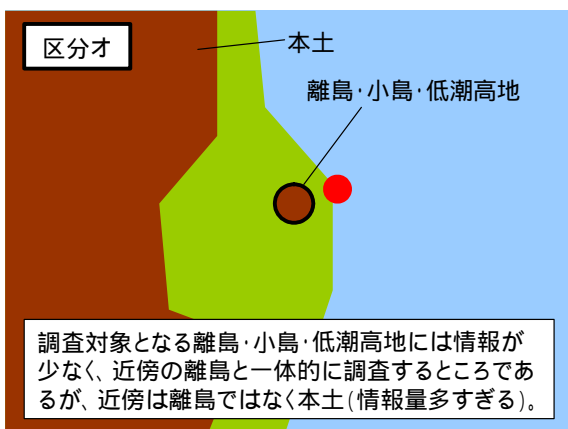 区分オ
本土
離島・小島・低潮高地
調査対象となる離島・小島・低潮高地には情報が
少なく、近傍の離島と一体的に調査するところであ
るが、近傍は離島ではなく本土(情報量多すぎる)。